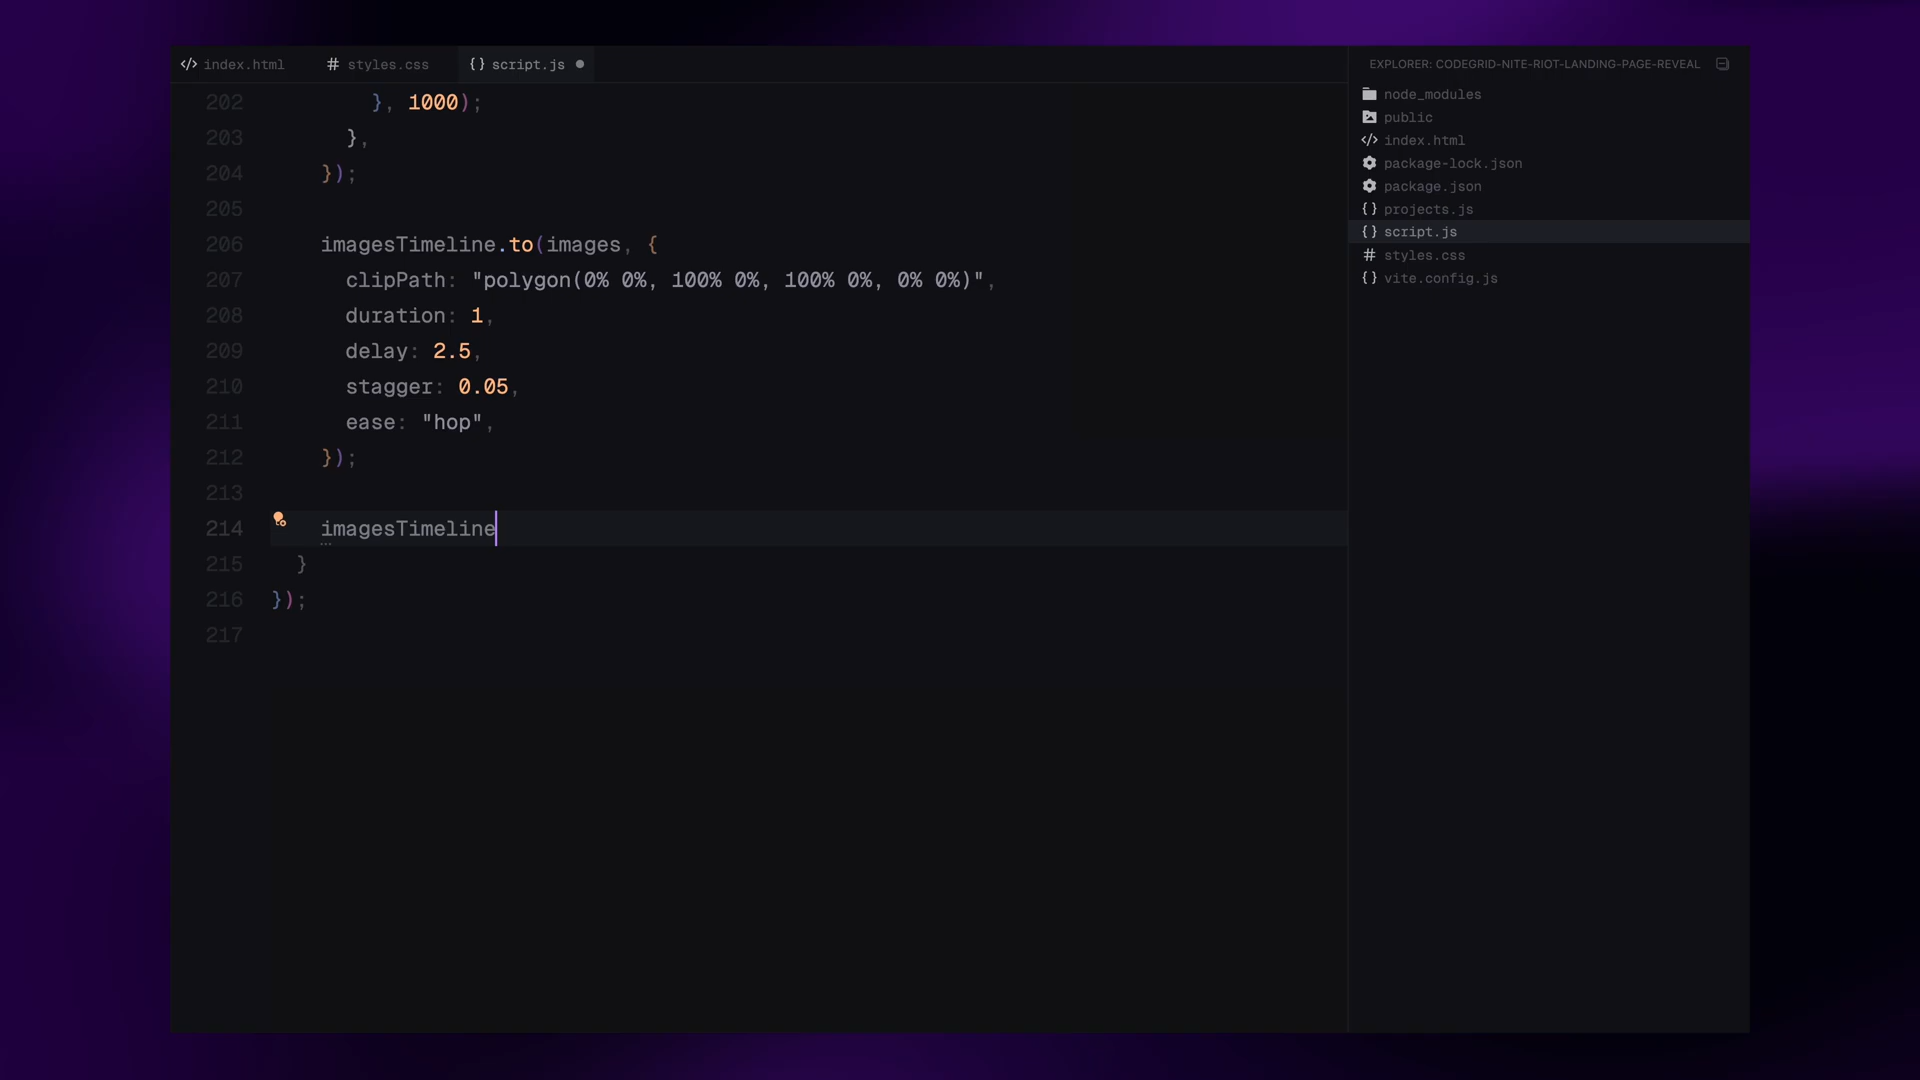 index.html
# styles.css
{} script.js
EXPLORER: CODEGRID-NITE-RIOT-LANDING-PAGE-REVEAL
202 }, 1000);
203 },
204 });
205
206 imagesTimeline.to(images, {
207 clipPath: "polygon(0% 0%, 100% 0%, 100% 0%, 0% 0%)",
208 duration: 1,
209 delay: 2.5,
210 stagger: 0.05,
211 ease: "hop",
212 });
213
214 imagesTimeline
215 }
216 });
217
node_modules
public
index.html
package-lock.json
package.json
{} projects.js
{} script.js
# styles.css
{} vite.config.js